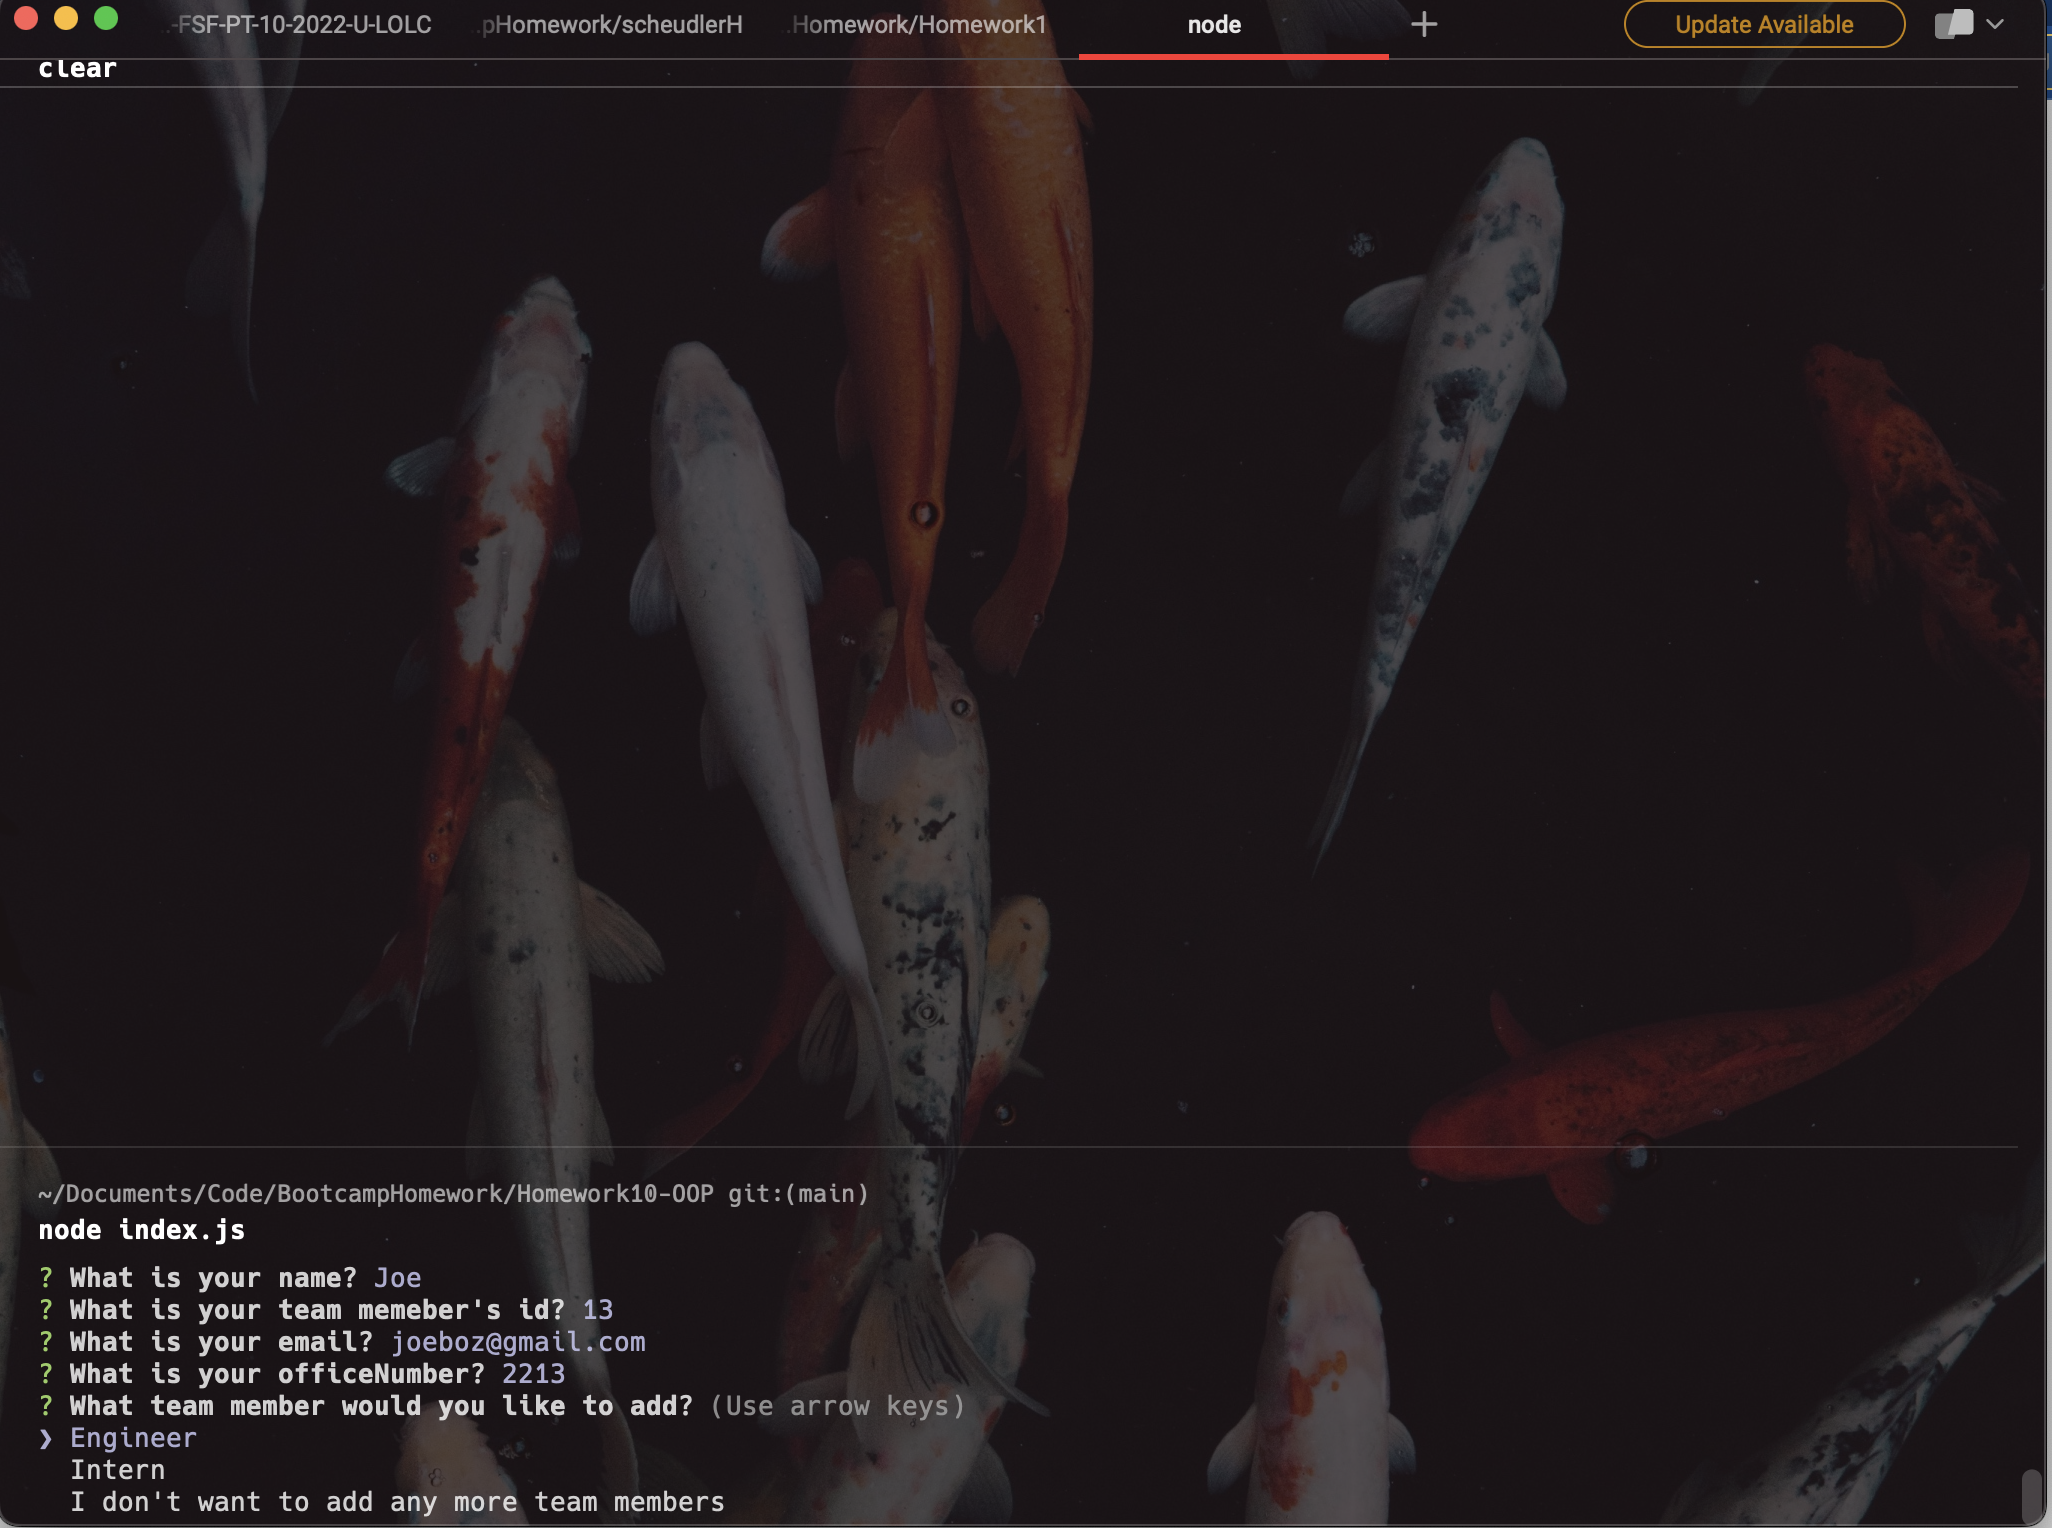 -FSF-PT-10-2022-U-LOLC ..pHomework/scheudlerH ..Homework/Homework1 node + Update Available
clear
~/Documents/Code/BootcampHomework/Homework10-OOP git:(main)
node index.js
? What is your name? Joe
? What is your team memeber's id? 13
? What is your email? joeboz@gmail.com
? What is your officeNumber? 2213
? What team member would you like to add? (Use arrow keys)
❯ Engineer
Intern
I don't want to add any more team members